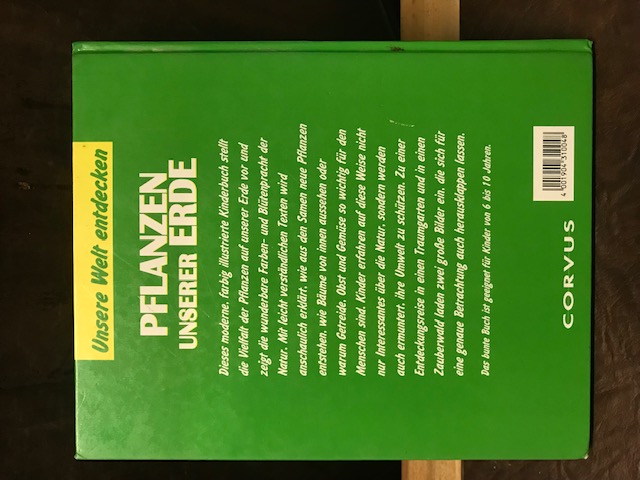 Unsere Welt entdecken
PFLANZEN
UNSERER ERDE
Dieses moderne, farbig illustrierte Kinderbuch stellt
die Vielfalt der Pflanzen auf unserer Erde vor und
zeigt die wunderbare Farben- und Blütenpracht der
Natur. Mit leicht verständlichen Texten wird
anschaulich erklärt, wie aus den Samen neue Pflanzen
entstehen, wie Bäume von innen aussehen oder
warum Getreide, Obst und Gemüse so wichtig für den
Menschen sind. Kinder erfahren auf diese Weise nicht
nur Interessantes über die Natur, sondern werden
auch ermuntert, ihre Umwelt zu schützen. Zu einer
Entdeckungsreise in einen Traumgarten und in einen
Zauberwald laden zwei große Bilder ein, die sich für
eine genaue Betrachtung auch herausklappen lassen.
Das bunte Buch ist geeignet für Kinder von 6 bis 10 Jahren.
CORVUS
4 001904 310048